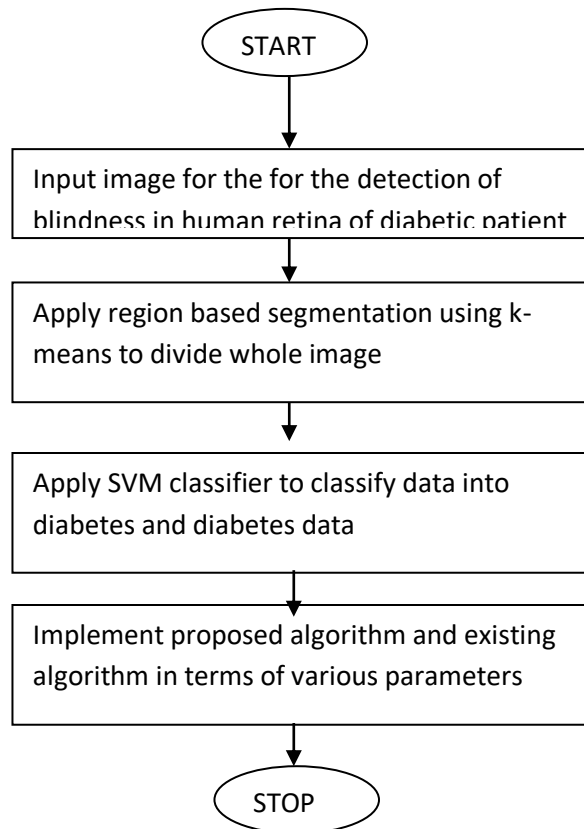 START
Input image for the for the detection of
blindness in human retina of diabetic patient
Apply region based segmentation using k-
means to divide whole image
Apply SVM classifier to classify data into
diabetes and diabetes data
Implement proposed algorithm and existing
algorithm in terms of various parameters
STOP